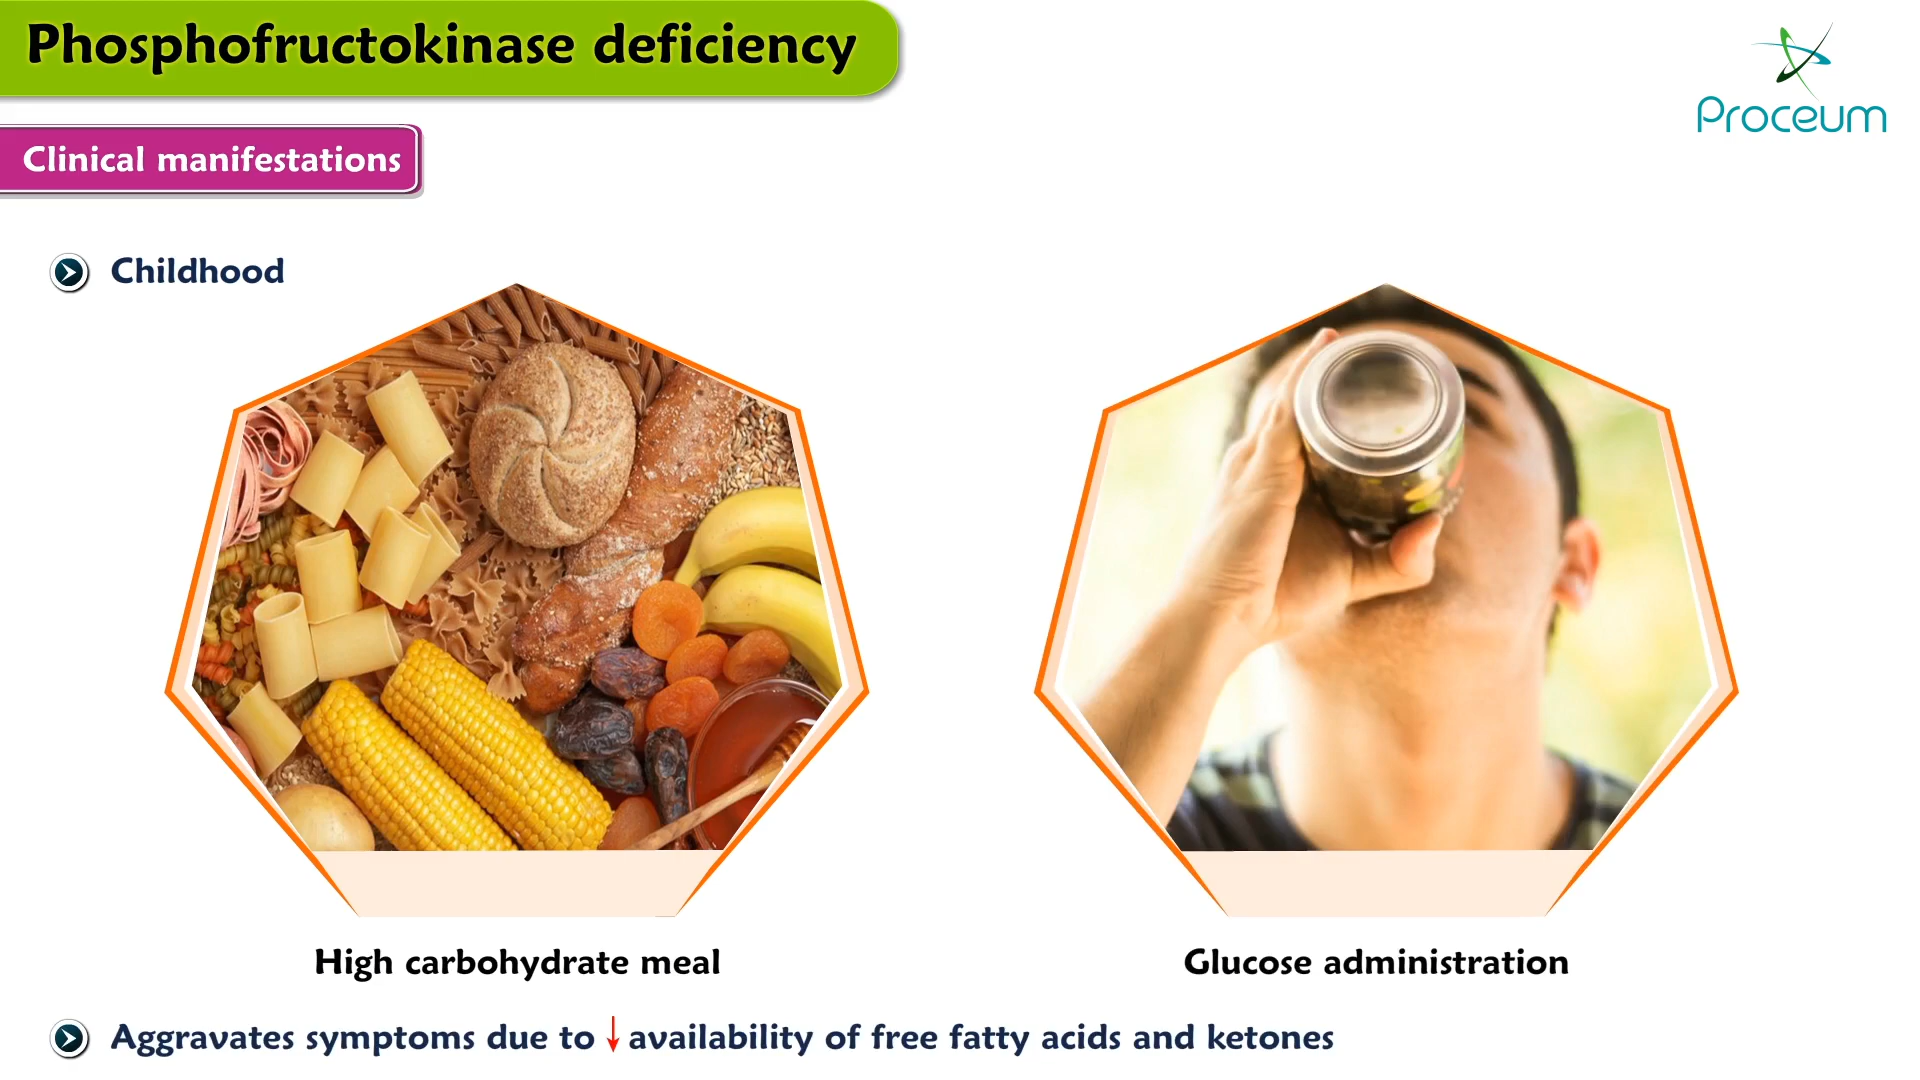 Phosphofructokinase deficiency
Proceum
Clinical manifestations
Childhood
High carbohydrate meal
Glucose administration
Aggravates symptoms due to ↓ availability of free fatty acids and ketones